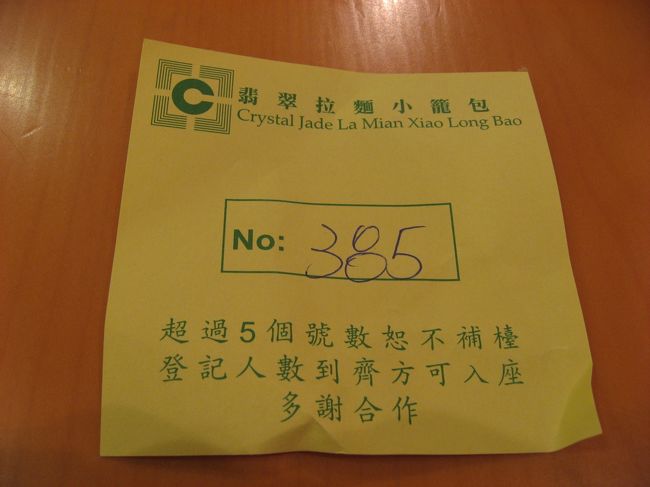 C
翡翠拉麵小籠包
Crystal Jade La Mian Xiao Long Bao
No: 385
超過5個號數恕不補檯
登記人數到齊方可入座
多謝合作